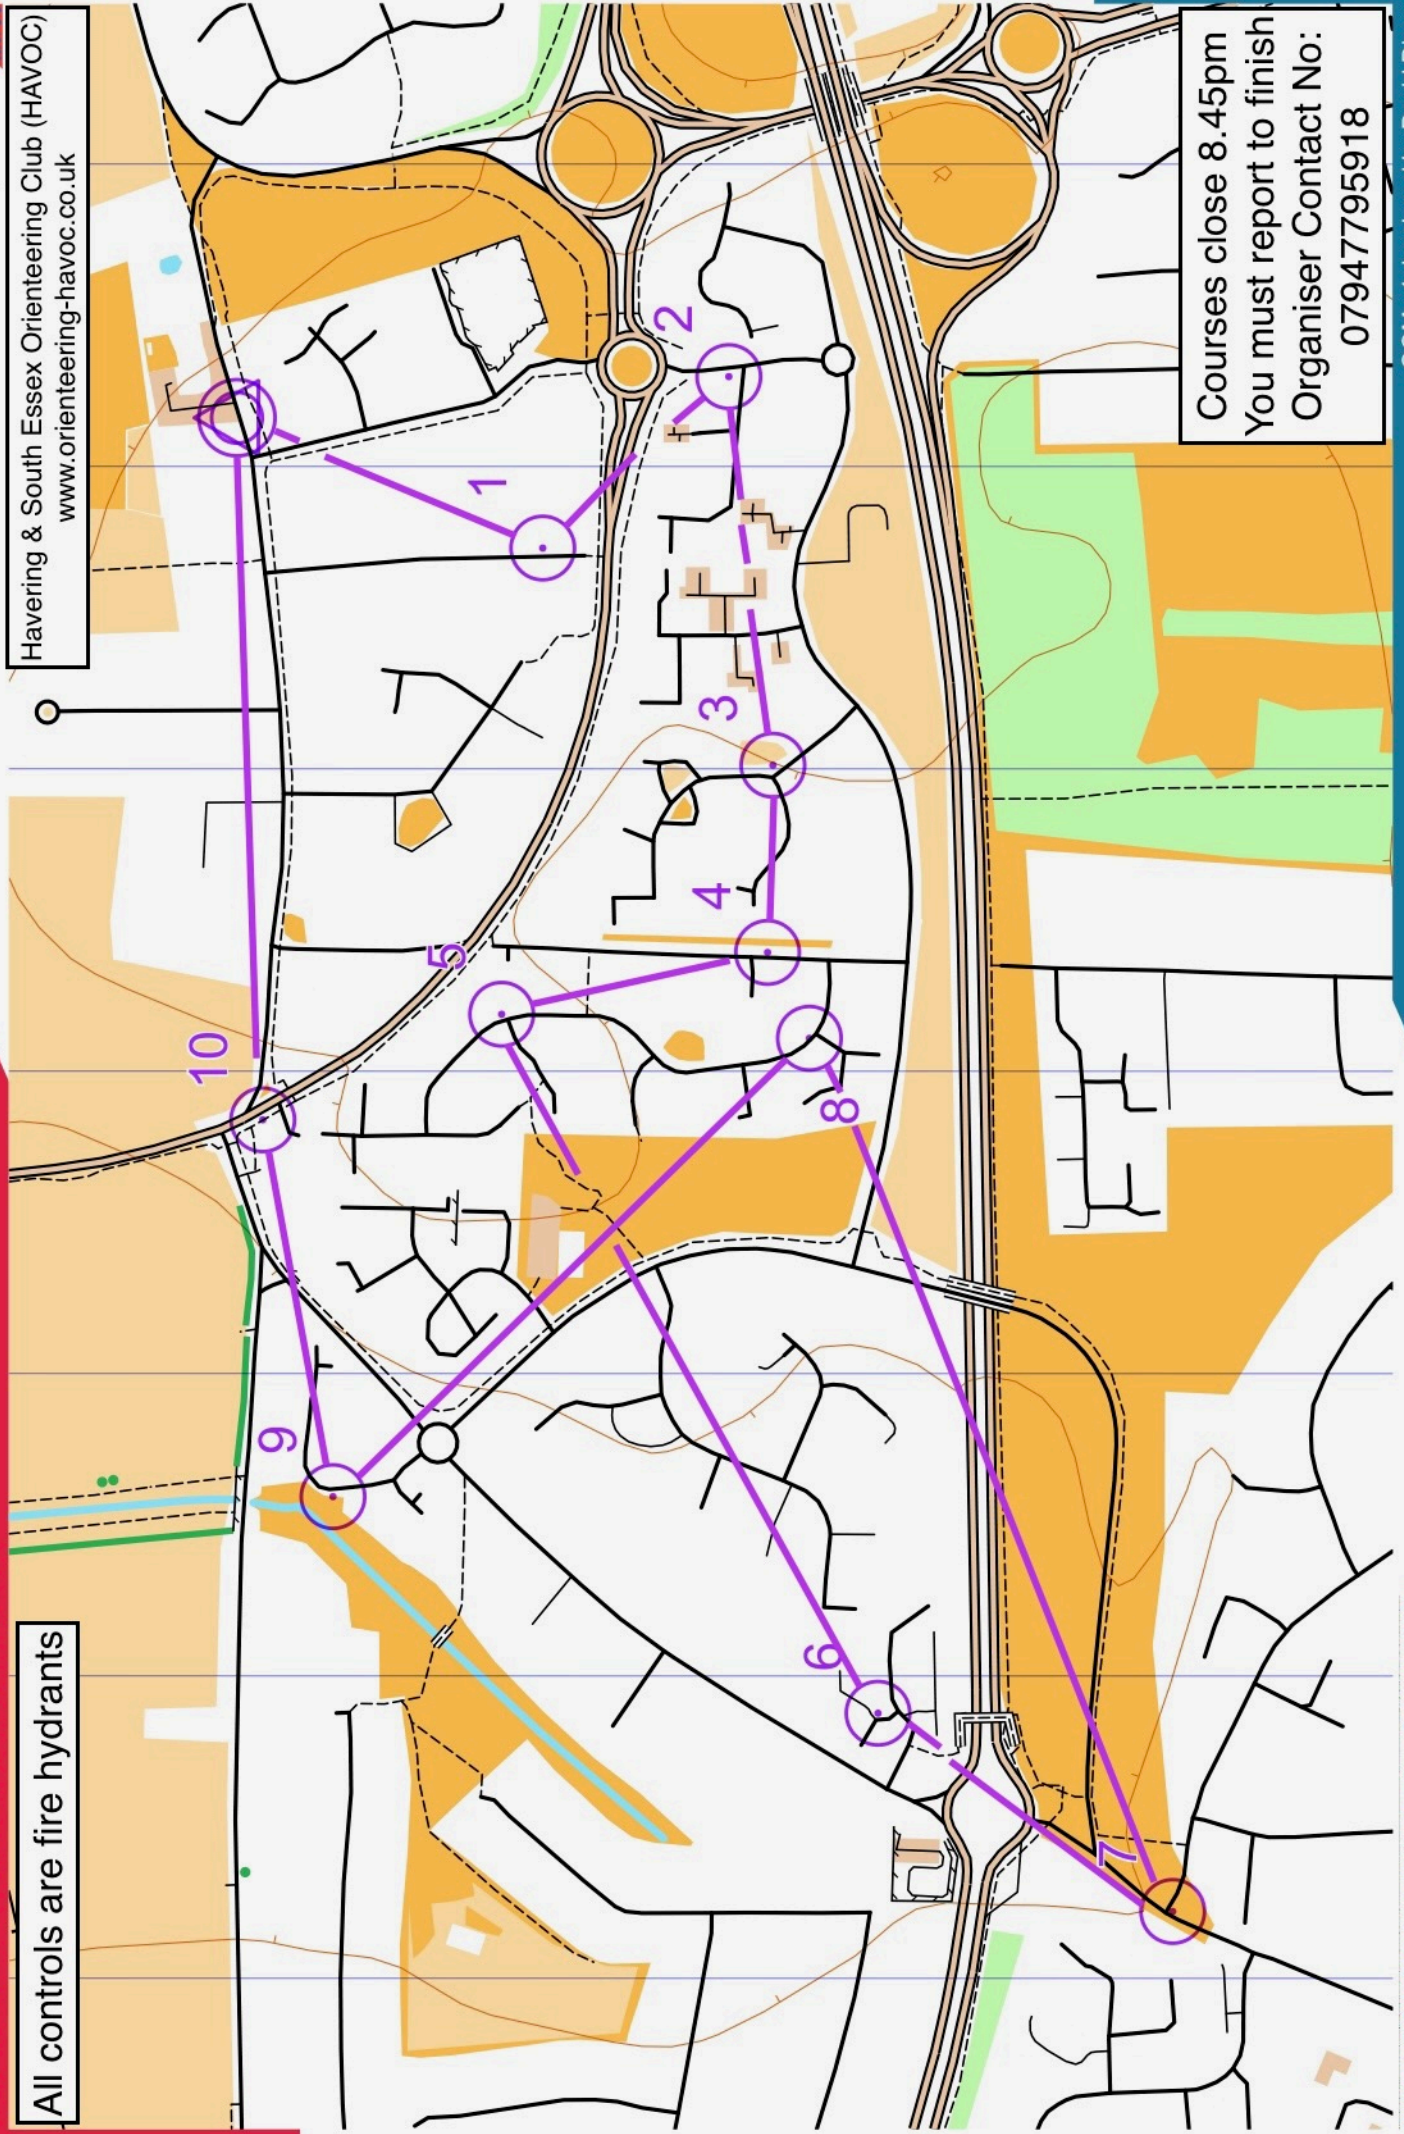 Havering & South Essex Orienteering Club (HAVOC)
www.orienteering-havoc.co.uk
All controls are fire hydrants
Courses close 8.45pm
You must report to finish
Organiser Contact No:
07947795918
1
2
3
4
5
6
7
8
9
10